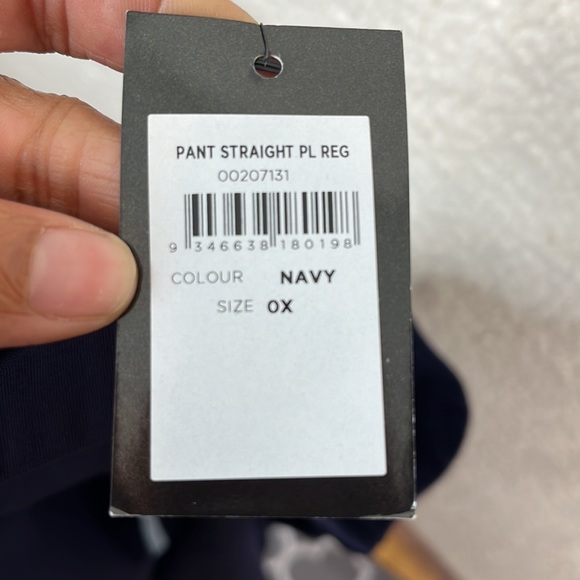 PANT STRAIGHT PL REG
00207131
9 346638 180198
COLOUR NAVY
SIZE 0X